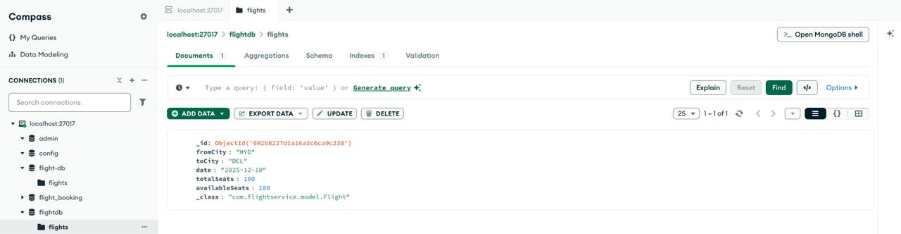 Compass
My Queries
Data Modeling
CONNECTIONS (1)
Search connections
localhost:27017
admin
config
flight-db
flights
flight_booking
flightdb
flights
localhost:27017
flights
localhost:27017 > flightdb > flights
>_ Open MongoDB shell
Documents 1 Aggregations Schema Indexes 1 Validation
Type a query: { field: 'value' } or Generate query
Explain Reset Find </> Options
ADD DATA EXPORT DATA UPDATE DELETE
25 1 – 1 of 1
_id: ObjectId('692b8227d1a16a2c6ca9c238')
fromCity : "HYD"
toCity : "DEL"
date : "2025-12-10"
totalSeats : 100
availableSeats : 100
_class : "com.flightservice.model.Flight"